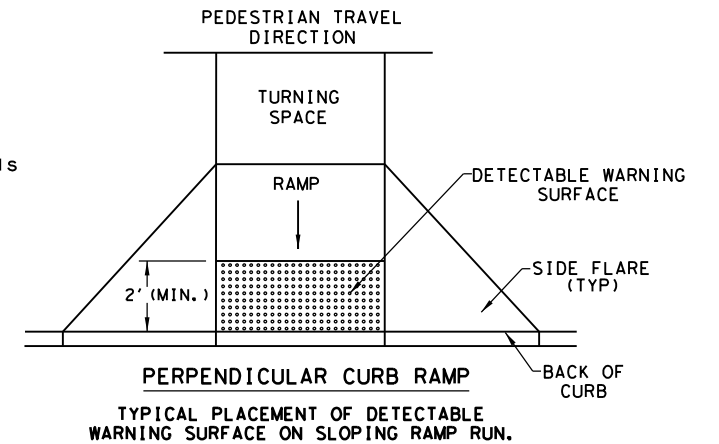 PEDESTRIAN TRAVEL
DIRECTION
TURNING
SPACE
ls
RAMP
DETECTABLE WARNING
SURFACE
SIDE FLARE
(TYP)
2' (MIN.)
PERPENDICULAR CURB RAMP
BACK OF
CURB
TYPICAL PLACEMENT OF DETECTABLE
WARNING SURFACE ON SLOPING RAMP RUN.